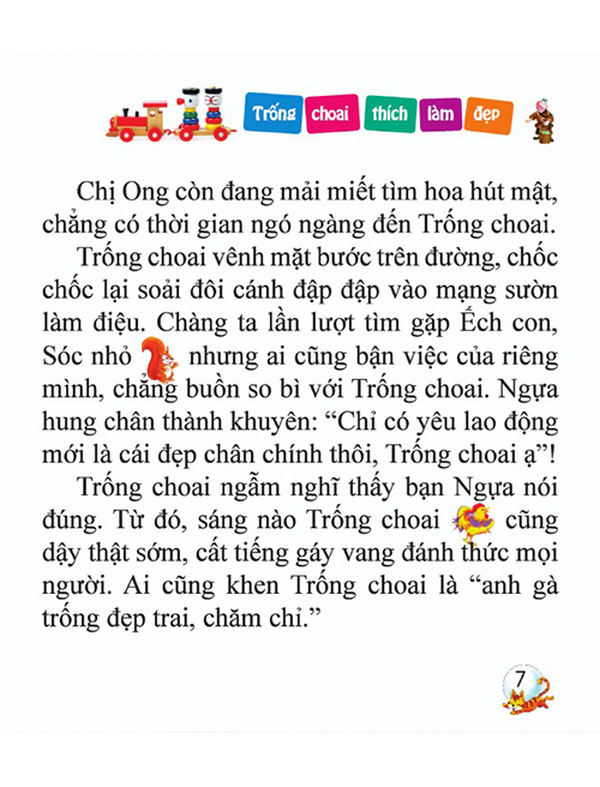 Trống choai thích làm đẹp
Chị Ong còn đang mải miết tìm hoa hút mật,
chẳng có thời gian ngó ngàng đến Trống choai.
Trống choai vênh mặt bước trên đường, chốc
chốc lại soải đôi cánh đập đập vào mạng sườn
làm điệu. Chàng ta lần lượt tìm gặp Ếch con,
Sóc nhỏ nhưng ai cũng bận việc của riêng
mình, chẳng buồn so bì với Trống choai. Ngựa
hung chân thành khuyên: “Chỉ có yêu lao động
mới là cái đẹp chân chính thôi, Trống choai ạ”!
Trống choai ngẫm nghĩ thấy bạn Ngựa nói
đúng. Từ đó, sáng nào Trống choai cũng
dậy thật sớm, cất tiếng gáy vang đánh thức mọi
người. Ai cũng khen Trống choai là “anh gà
trống đẹp trai, chăm chỉ.”
7